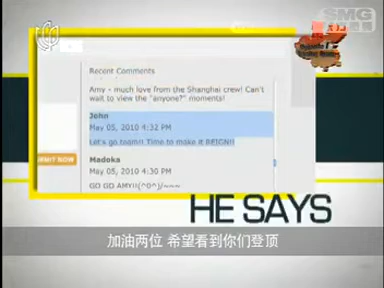 SMG
Recent Comments
Amy - much love from the Shanghai crew! Can't
wait to view the "anyone?" moments!
John
May 05, 2010 4:32 PM
Let's go team!! Time to make it REIGN!!
BMIT NOW
Madoka
May 05, 2010 4:30 PM
GO GO AMY!!(^0^)/~~~
HE SAYS
加油两位 希望看到你们登顶